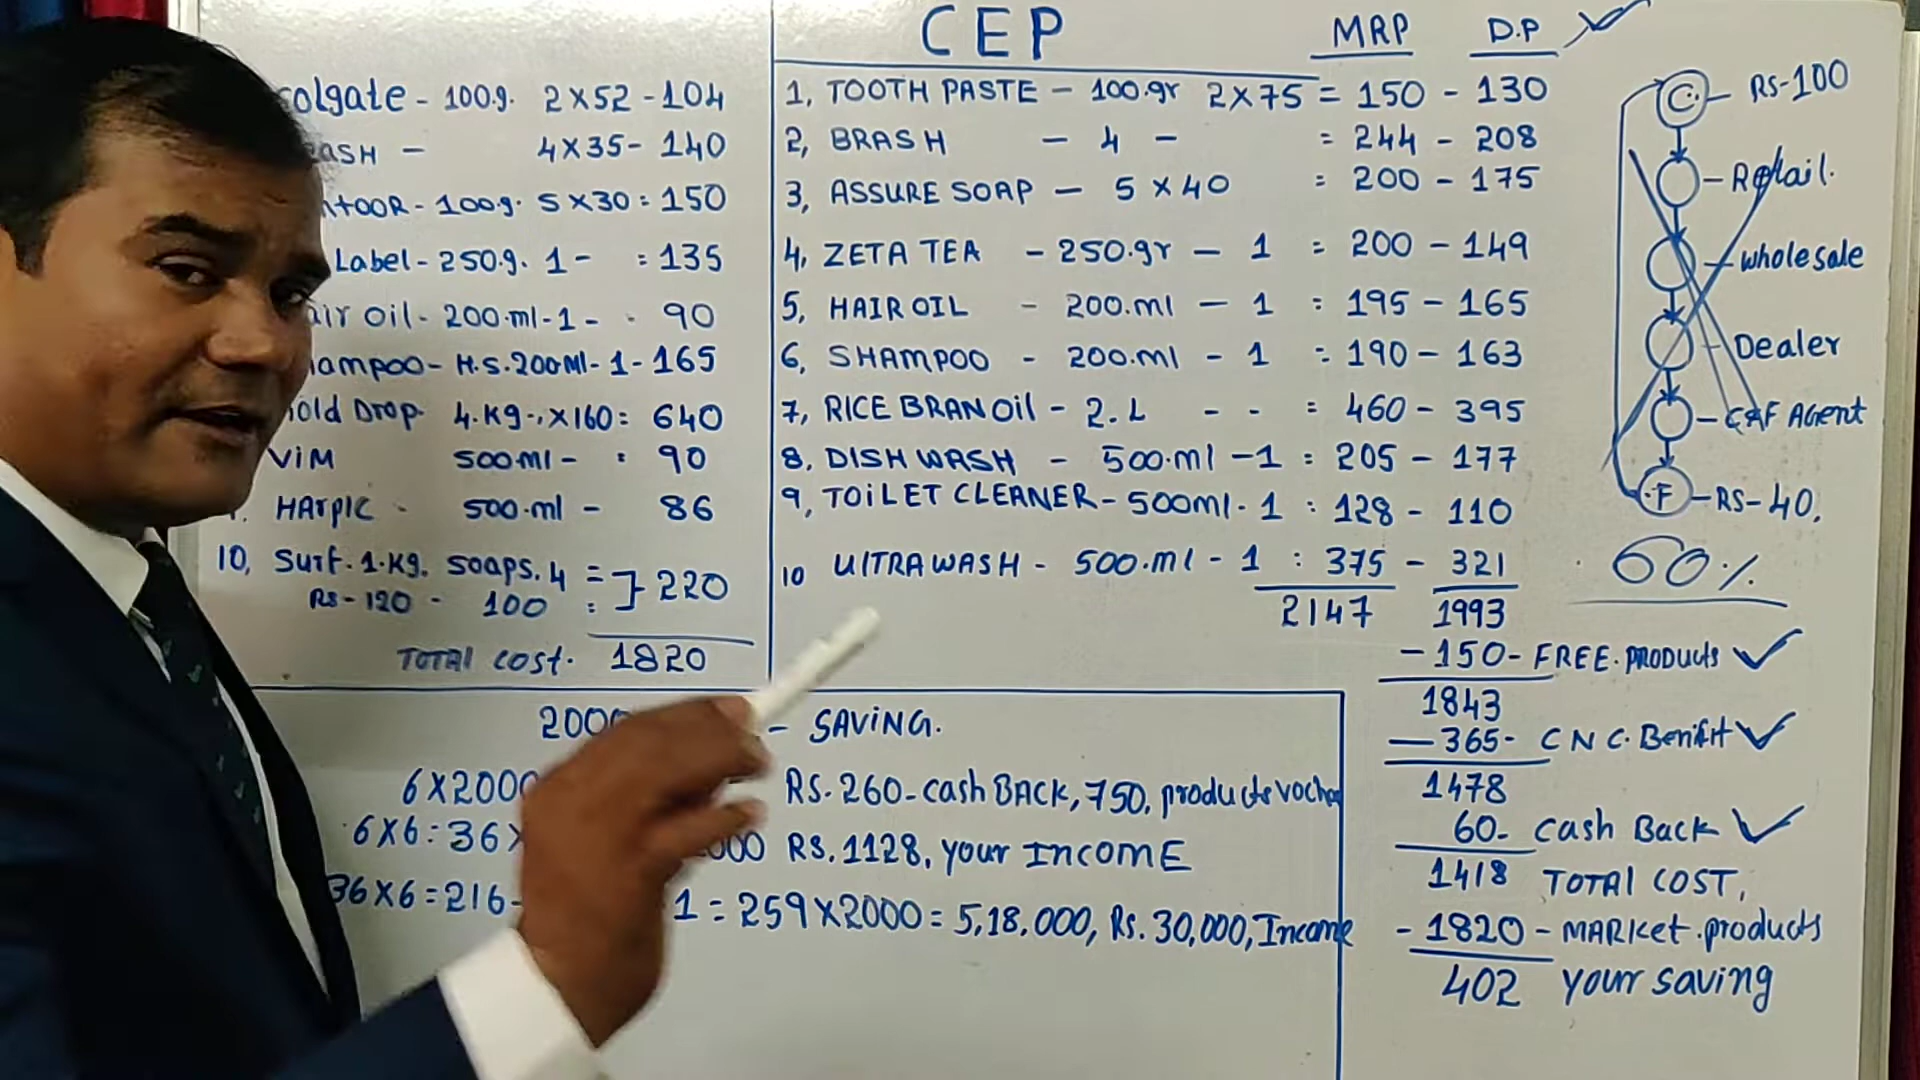 CEP
MRP D.P
olgate - 100g. 2x52 - 104
ASH - 4x35 - 140
toor - 100g. 5x30 = 150
Label - 250g. 1 - = 135
air oil - 200.ml - 1 - - 90
ampoo - H.S. 200ml - 1 - 165
old Drop 4.Kg -, x160 = 640
ViM 500ml - = 90
HArpic - 500.ml - 86
10, Surf. 1.Kg. soaps. 4 = } 220
Rs - 120 - 100 =
TOTAl cost. 1820
1, TOOTH PASTE - 100.gr 2x75 = 150 - 130
2, BRASH - 4 - = 244 - 208
3, ASSURE SOAP - 5 x 40 = 200 - 175
4, ZETA TEA - 250.gr - 1 = 200 - 149
5, HAIR OIL - 200.ml - 1 = 195 - 165
6, SHAMPOO - 200.ml - 1 = 190 - 163
7, RICE BRAN Oil - 2.L - - = 460 - 395
8, DISH WASH - 500.ml - 1 = 205 - 177
9, TOiLET CLEANER - 500ml - 1 : 128 - 110
10 UlTRA WASH - 500.ml - 1 : 375 - 321
2147 1993
- 150 - FREE. PRODUcts
1843
- 365 - CNC. Benifit
1478
60 - Cash Back
1418 TOTAl COST,
- 1820 - MARKet. products
402 your saving
C - RS-100
- Retail.
- wholesale
- Dealer
- C&F Agent
F - RS-40,
60%
200 - SAViNG.
6x2000 Rs. 260 - cash BACK, 750, products
6x6 = 36x 000 Rs. 1128, your INCOME
36x6 = 216 - 1 = 259x2000 = 5,18,000, Rs. 30,000, Income